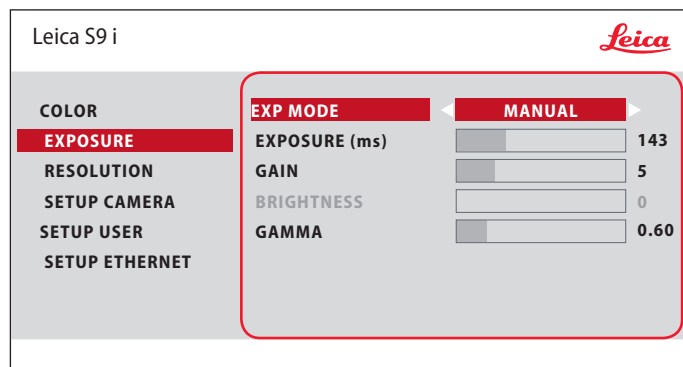 Leica S9 i
Leica
COLOR
EXPOSURE
RESOLUTION
SETUP CAMERA
SETUP USER
SETUP ETHERNET
EXP MODE MANUAL
EXPOSURE (ms) 143
GAIN 5
BRIGHTNESS 0
GAMMA 0.60